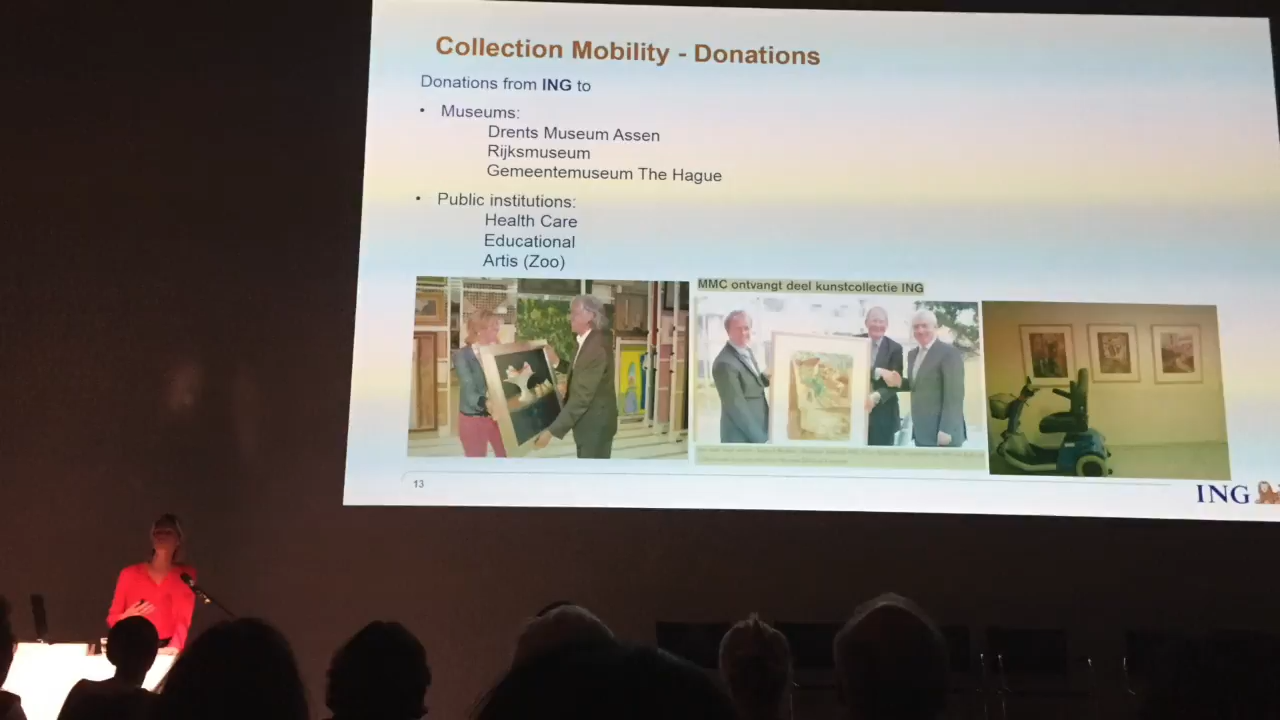 Collection Mobility - Donations
Donations from ING to
• Museums:
Drents Museum Assen
Rijksmuseum
Gemeentemuseum The Hague
• Public institutions:
Health Care
Educational
Artis (Zoo)
MMC ontvangt deel kunstcollectie ING
13
ING